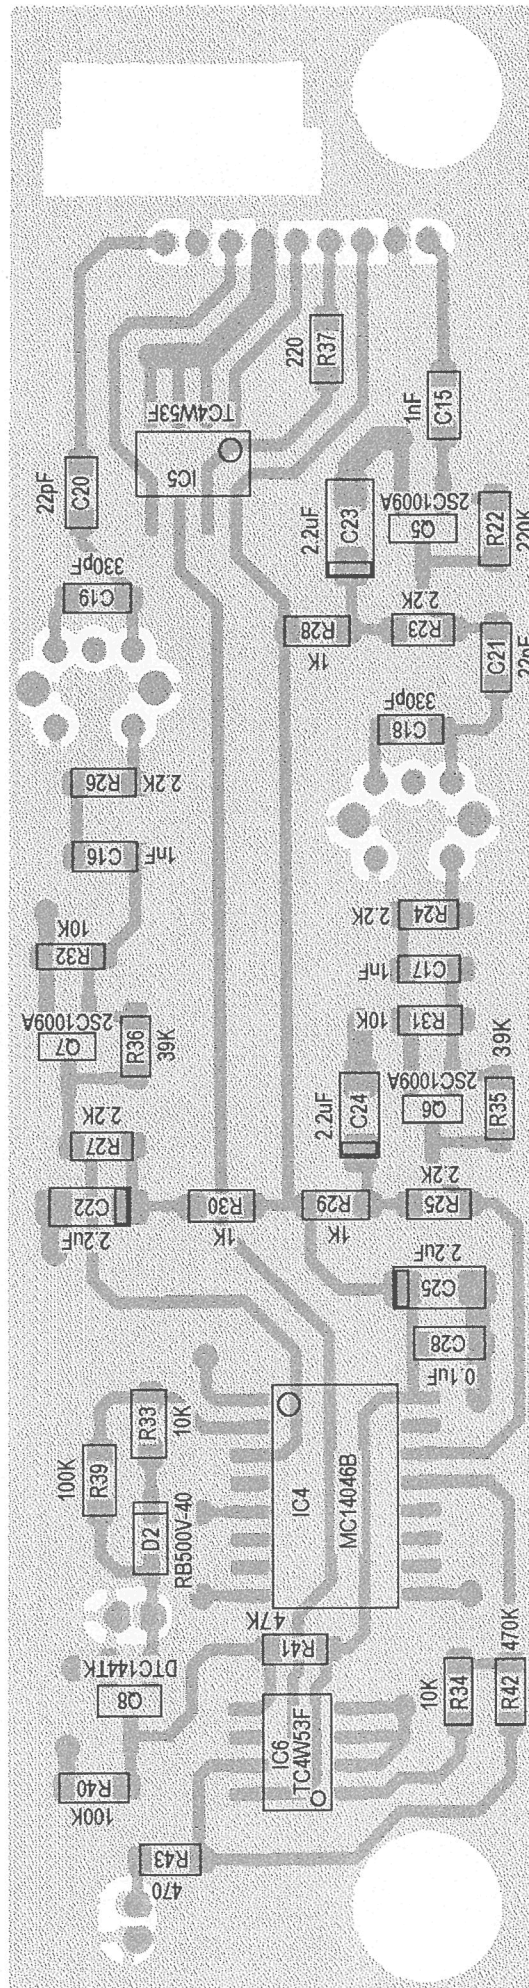 220
R37
TC4W53F
IC5
1nF
C15
22pF
C20
2.2uF
C23
2SC1009A
Q5
R22
220K
330pF
C19
R28
1K
2.2K
R23
C21
22pF
330pF
C18
R26
2.2K
C16
1nF
2.2K
R24
10K
R32
1nF
C17
2SC1009A
Q7
R36
39K
10K
R31
2.2uF
C24
2SC1009A
Q6
39K
R35
2.2K
R27
C22
2.2uF
R30
1K
R29
1K
2.2K
R25
2.2uF
C25
C28
0.1uF
R33
10K
100K
R39
D2
RB500V-40
IC4
MC14046B
47K
R41
DTC144TK
Q8
IC6
TC4W53F
10K
R34
470K
R42
R40
100K
R43
470